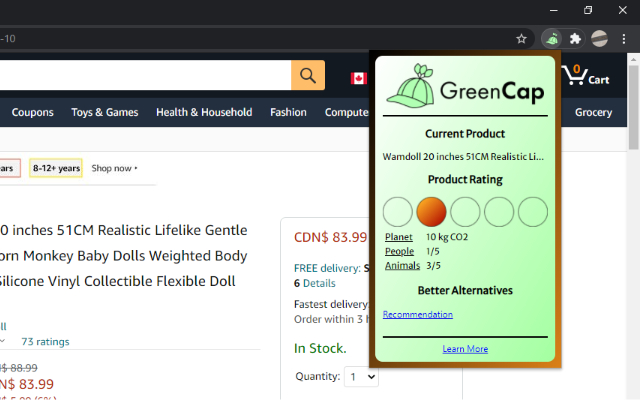 -10
0
Cart
Coupons
Toys & Games
Health & Household
Fashion
Compute
Grocery
GreenCap
Current Product
Wamdoll 20 inches 51CM Realistic Li...
Product Rating
Planet 10 kg CO2
People 1/5
Animals 3/5
Better Alternatives
Recommendation
Learn More
ears
8-12+ years
Shop now
0 inches 51CM Realistic Lifelike Gentle
orn Monkey Baby Dolls Weighted Body
Silicone Vinyl Collectible Flexible Doll
ll
73 ratings
N$ 88.99
N$ 83.99
CDN$ 83.99
FREE delivery: S
6 Details
Fastest delivery:
Order within 3 h
In Stock.
Quantity: 1